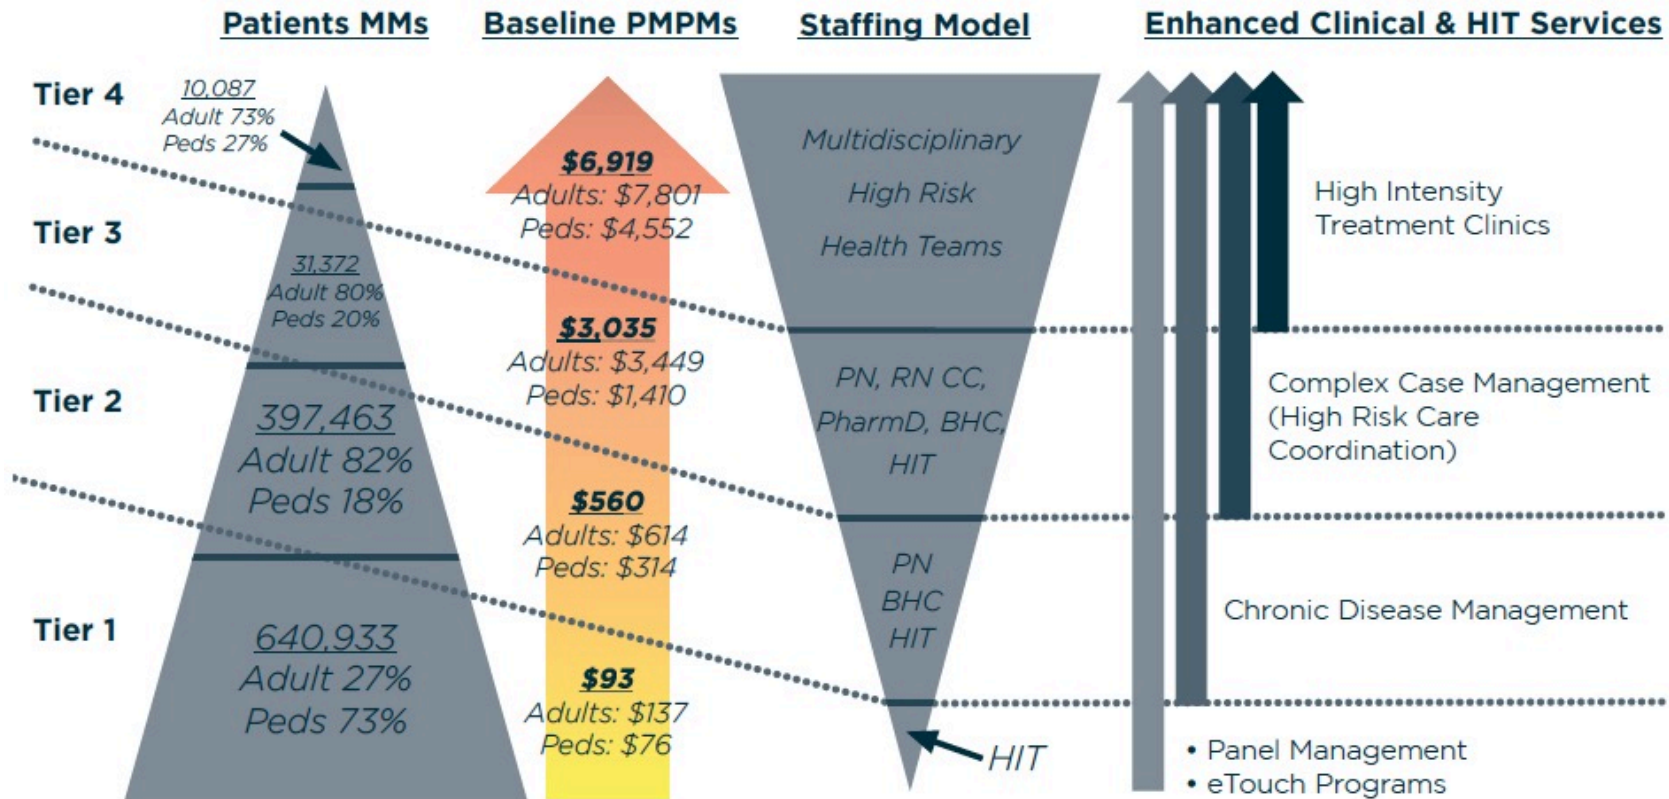 Patients MMs
Baseline PMPMs
Staffing Model
Enhanced Clinical & HIT Services
Tier 4
10,087
Adult 73%
Peds 27%
$6,919
Adults: $7,801
Peds: $4,552
Multidisciplinary
High Risk
Health Teams
High Intensity
Treatment Clinics
Tier 3
31,372
Adult 80%
Peds 20%
$3,035
Adults: $3,449
Peds: $1,410
PN, RN CC,
PharmD, BHC,
HIT
Complex Case Management
(High Risk Care
Coordination)
Tier 2
397,463
Adult 82%
Peds 18%
$560
Adults: $614
Peds: $314
PN
BHC
HIT
Chronic Disease Management
Tier 1
640,933
Adult 27%
Peds 73%
$93
Adults: $137
Peds: $76
HIT
• Panel Management
• eTouch Programs